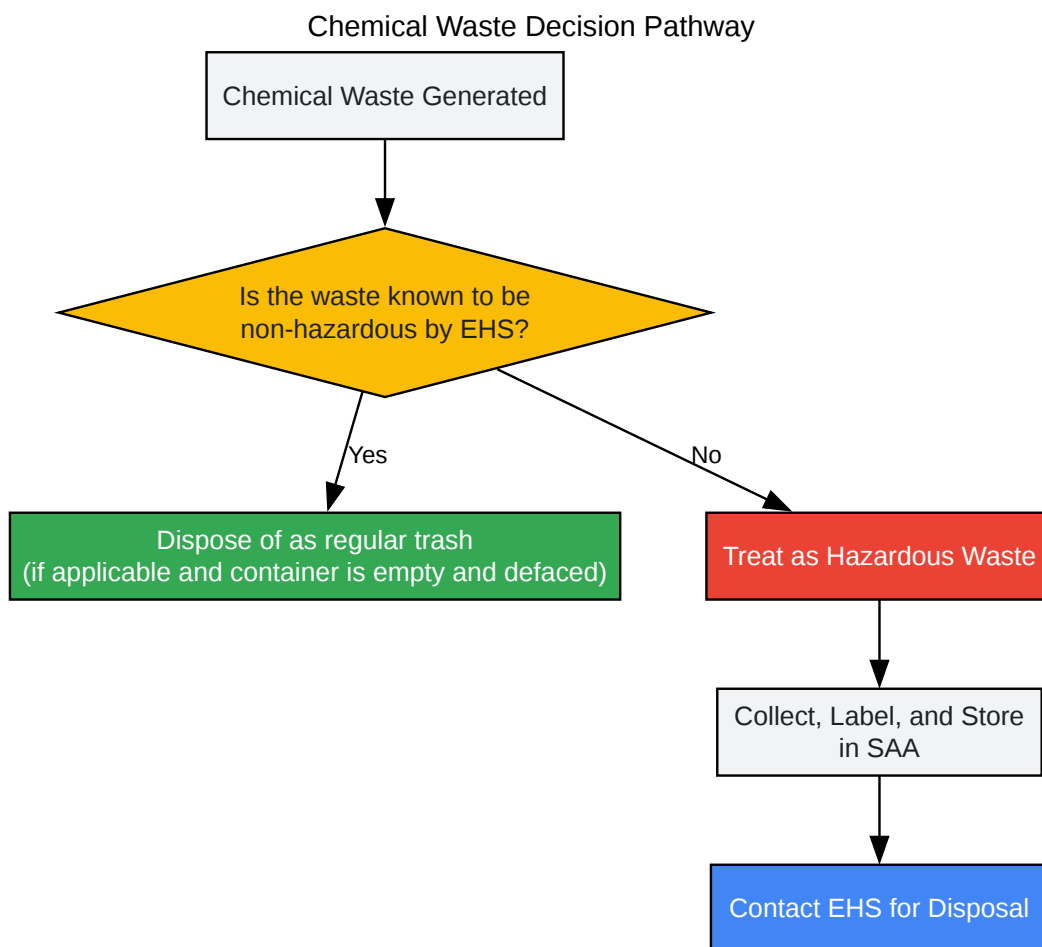 Chemical Waste Decision Pathway
Chemical Waste Generated
Is the waste known to be
non-hazardous by EHS?
Yes
No
Dispose of as regular trash
(if applicable and container is empty and defaced)
Treat as Hazardous Waste
Collect, Label, and Store
in SAA
Contact EHS for Disposal